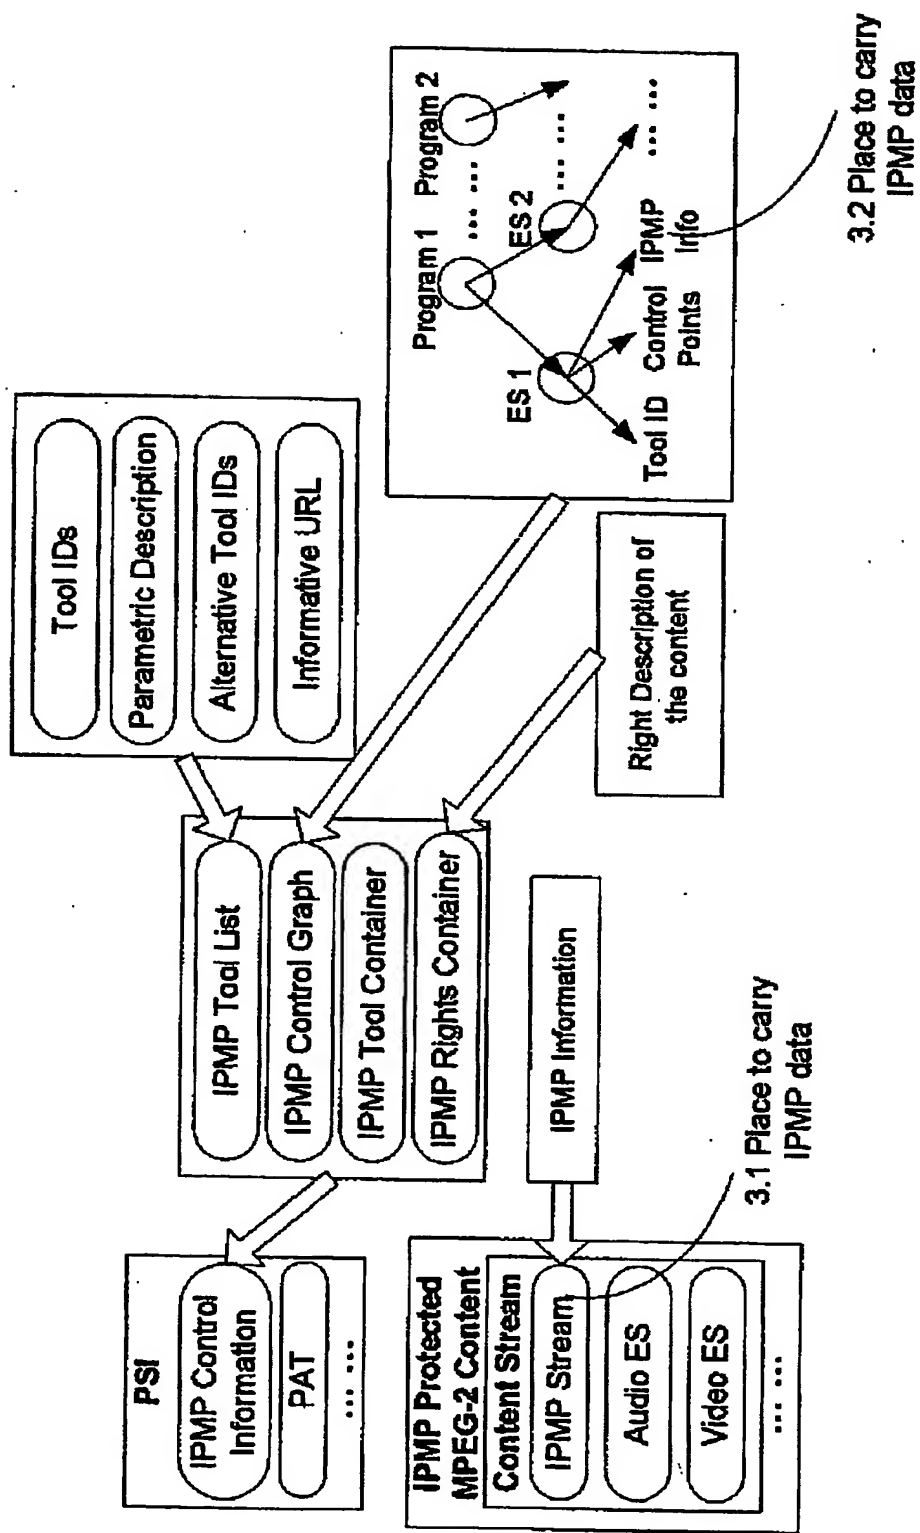 PSI
IPMP Control
Information
PAT
... ...
IPMP Protected
MPEG-2 Content
Content Stream
IPMP Stream
Audio ES
Video ES
... ...
IPMP Tool List
IPMP Control Graph
IPMP Tool Container
IPMP Rights Container
IPMP Information
3.1 Place to carry
IPMP data
Tool IDs
Parametric Description
Alternative Tool IDs
Informative URL
Right Description of
the content
Program 1
... ...
Program 2
ES 1
ES 2
... ...
Tool ID
Control
Points
IPMP
Info
... ...
3.2 Place to carry
IPMP data